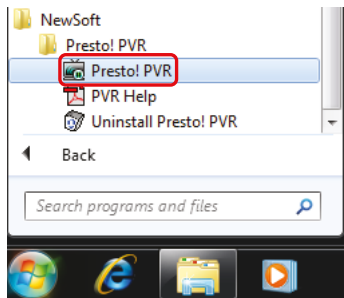 NewSoft
Presto! PVR
Presto! PVR
PVR Help
Uninstall Presto! PVR
Back
Search programs and files